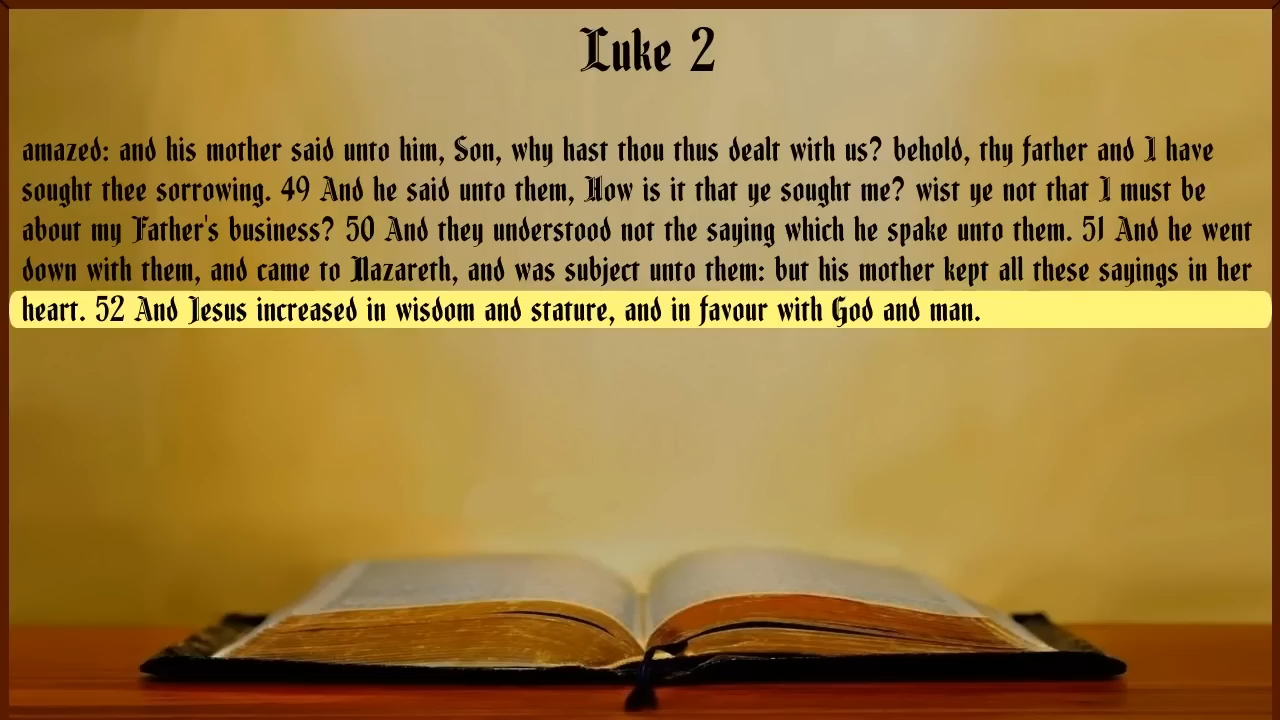 Luke 2
amazed: and his mother said unto him, Son, why hast thou thus dealt with us? behold, thy father and I have
sought thee sorrowing. 49 And he said unto them, How is it that ye sought me? wist ye not that I must be
about my Father's business? 50 And they understood not the saying which he spake unto them. 51 And he went
down with them, and came to Nazareth, and was subject unto them: but his mother kept all these sayings in her
heart. 52 And Jesus increased in wisdom and stature, and in favour with God and man.